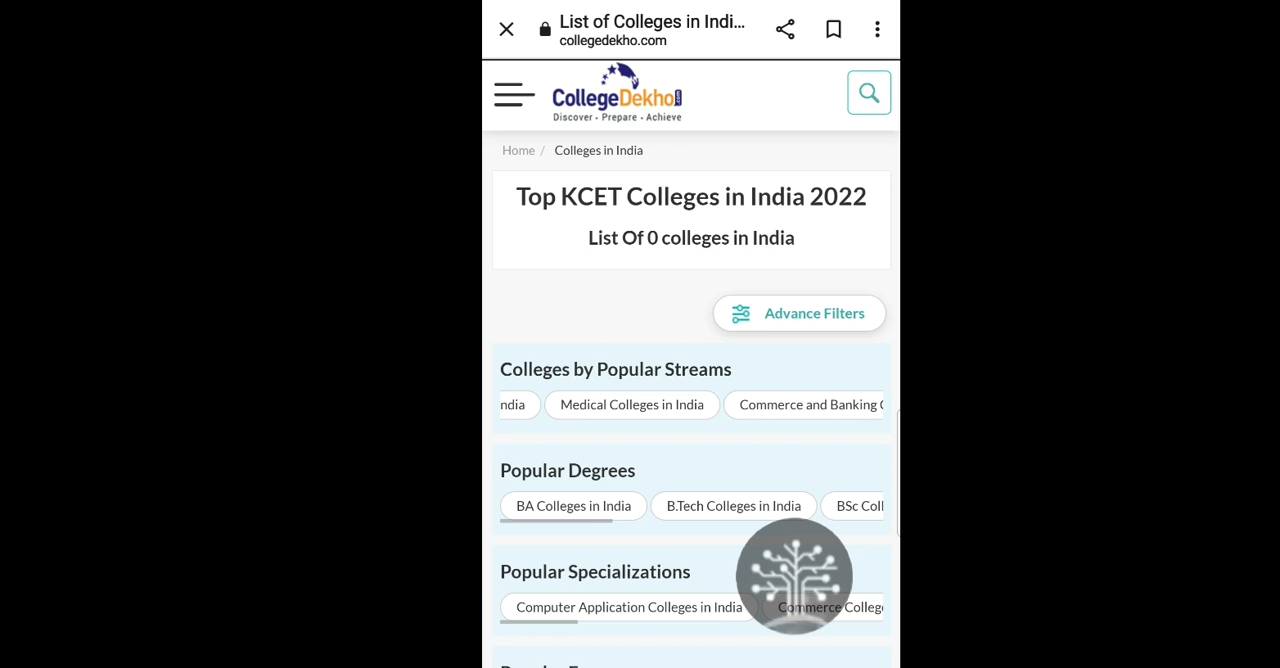 List of Colleges in Indi...
collegedekho.com
CollegeDekho
Discover • Prepare • Achieve
Home / Colleges in India
Top KCET Colleges in India 2022
List Of 0 colleges in India
Advance Filters
Colleges by Popular Streams
ndia Medical Colleges in India Commerce and Banking
Popular Degrees
BA Colleges in India B.Tech Colleges in India BSc Coll
Popular Specializations
Computer Application Colleges in India Commerce College